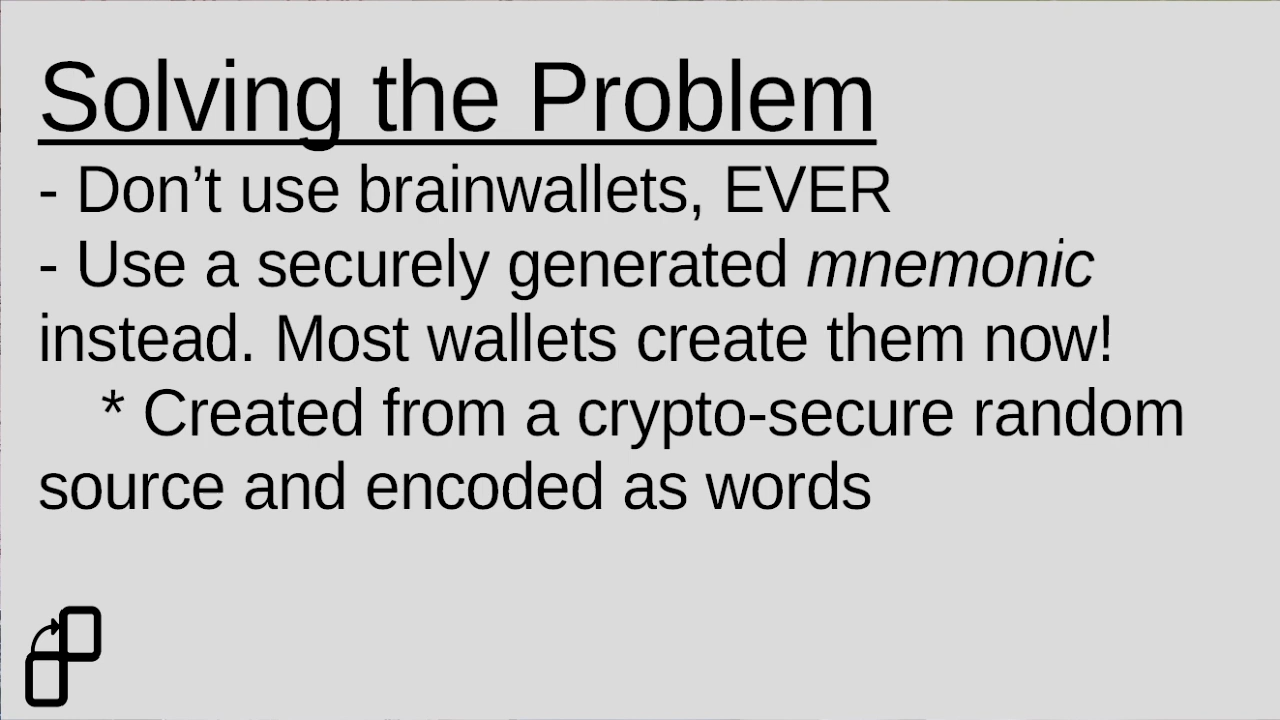 Solving the Problem
- Don’t use brainwallets, EVER
- Use a securely generated mnemonic
instead. Most wallets create them now!
* Created from a crypto-secure random
source and encoded as words